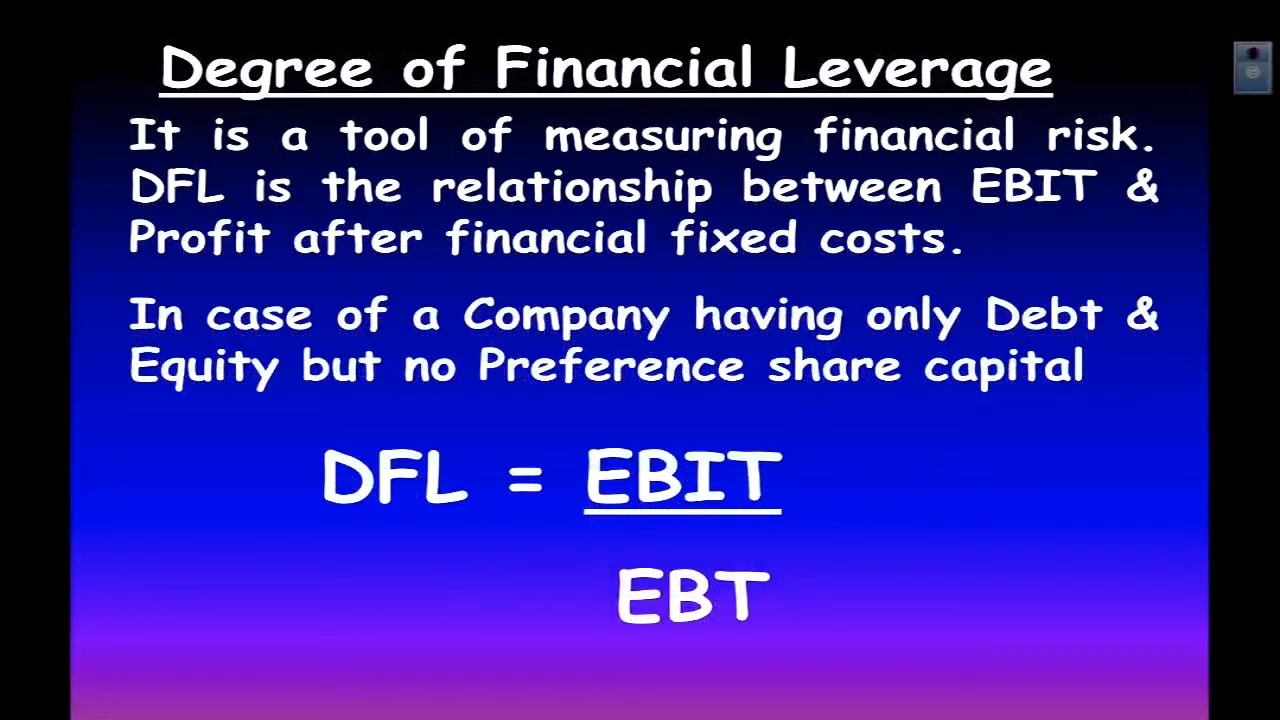 Degree of Financial Leverage
It is a tool of measuring financial risk.
DFL is the relationship between EBIT &
Profit after financial fixed costs.
In case of a Company having only Debt &
Equity but no Preference share capital
DFL = EBIT
EBT